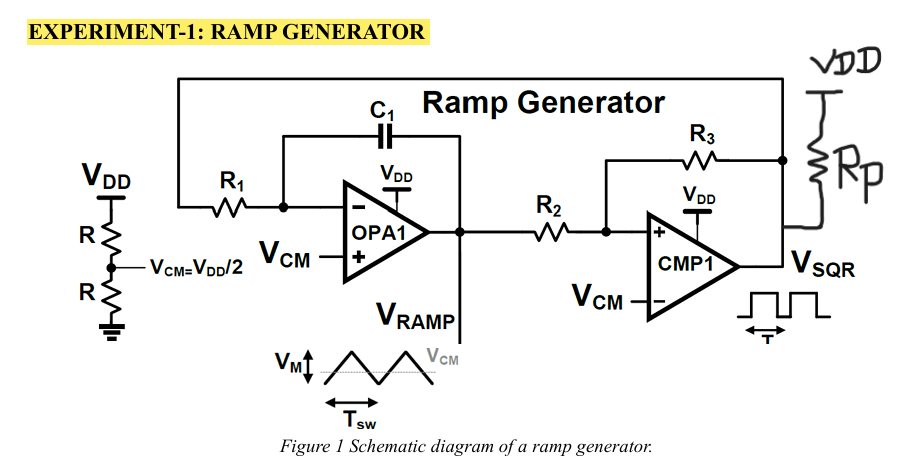 EXPERIMENT-1: RAMP GENERATOR
VDD
Ramp Generator
C1
R3
Rp
VDD
R1
VDD
VDD
R2
R
OPA1
CMP1
VCM
VCM=VDD/2
VSQR
R
VCM
VRAMP
T
VM
VCM
Tsw
Figure 1 Schematic diagram of a ramp generator.